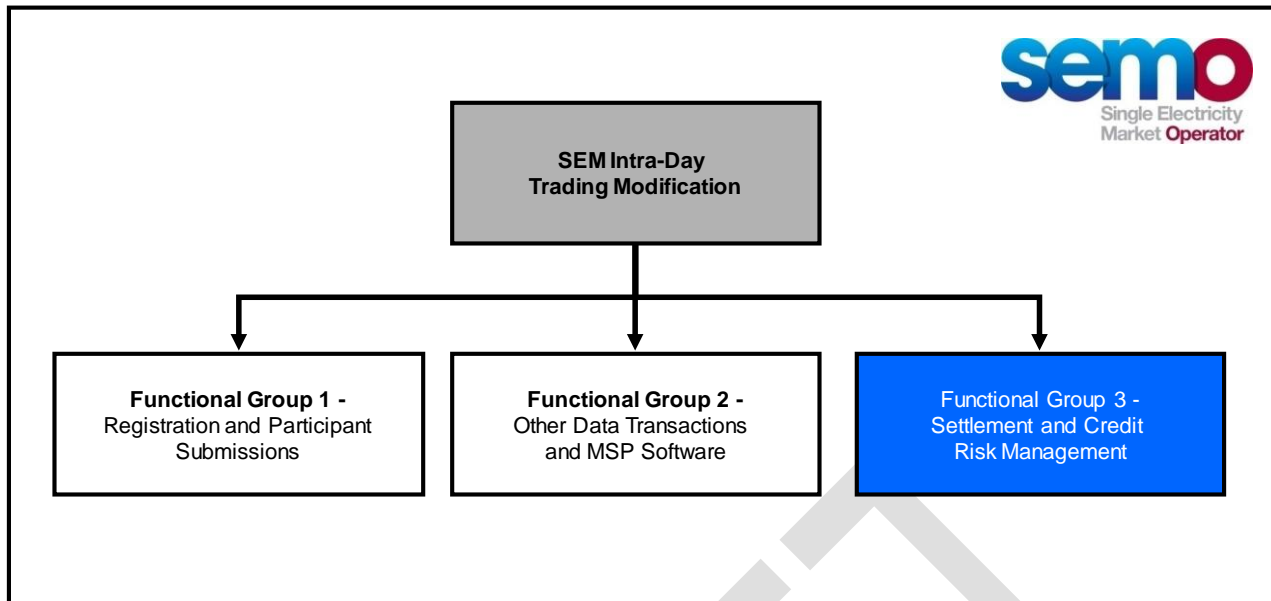 semo
Single Electricity
Market Operator
SEM Intra-Day
Trading Modification
Functional Group 1 -
Registration and Participant
Submissions
Functional Group 2 -
Other Data Transactions
and MSP Software
Functional Group 3 -
Settlement and Credit
Risk Management